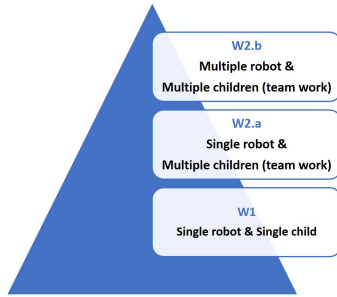 W2.b
Multiple robot &
Multiple children (team work)
W2.a
Single robot &
Multiple children (team work)
W1
Single robot & Single child